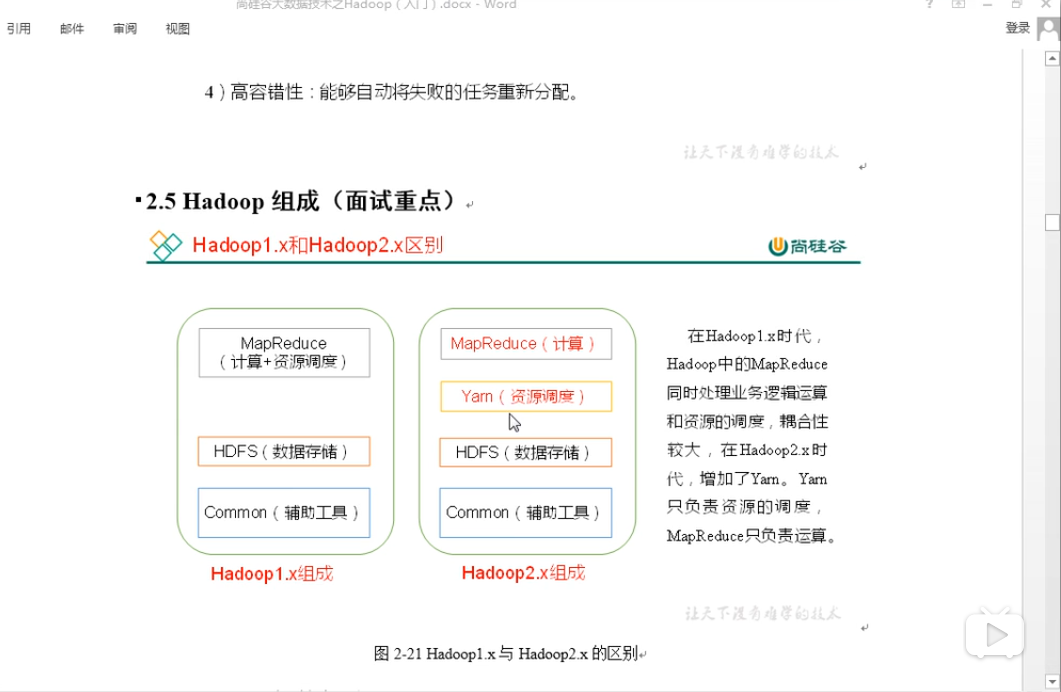 尚硅谷大数据技术之Hadoop（入门）.docx - Word
?
引用 邮件 审阅 视图 登录
4）高容错性：能够自动将失败的任务重新分配。
让天下没有难学的技术
2.5 Hadoop 组成（面试重点）
Hadoop1.x和Hadoop2.x区别
尚硅谷
MapReduce
（计算+资源调度）
HDFS（数据存储）
Common（辅助工具）
Hadoop1.x组成
MapReduce（计算）
Yarn（资源调度）
HDFS（数据存储）
Common（辅助工具）
Hadoop2.x组成
在Hadoop1.x时代，
Hadoop中的MapReduce
同时处理业务逻辑运算
和资源的调度，耦合性
较大，在Hadoop2.x时
代，增加了Yarn。Yarn
只负责资源的调度，
MapReduce只负责运算。
让天下没有难学的技术
图 2-21 Hadoop1.x 与 Hadoop2.x 的区别